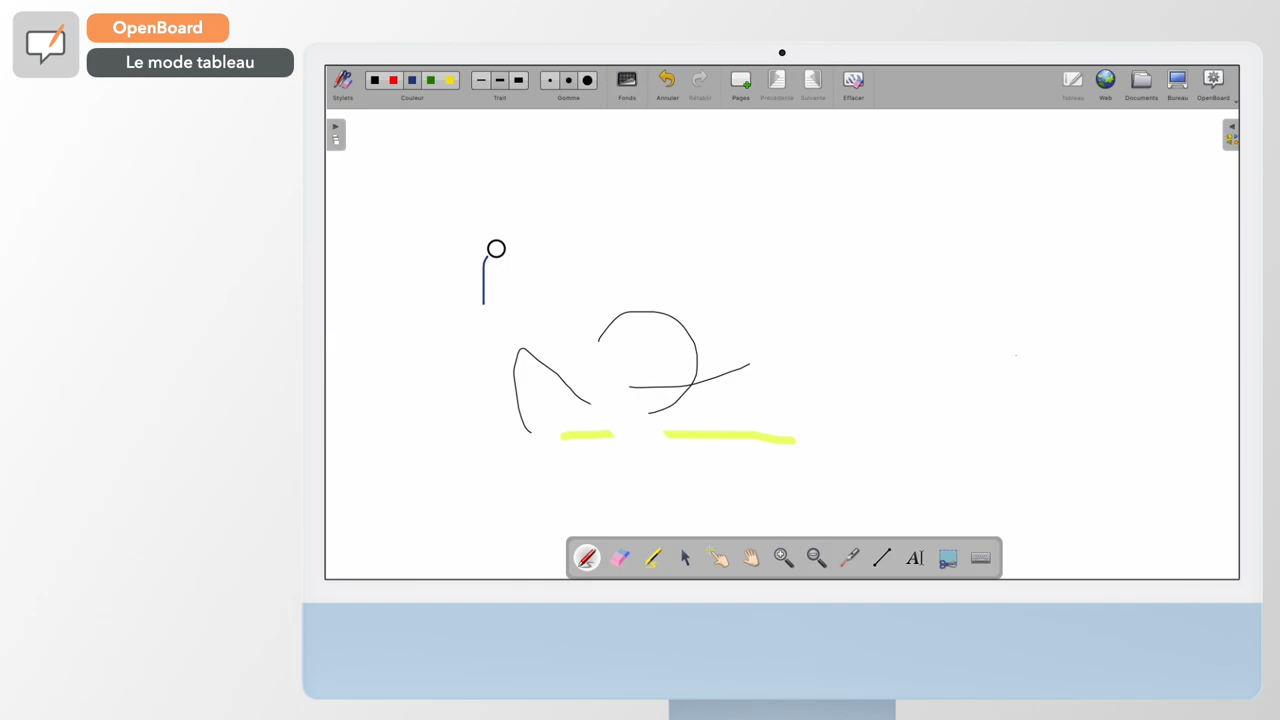 OpenBoard
Le mode tableau
Stylets Couleur Trait Gomme Fonds Annuler Rétablir Pages Précédente Suivante Effacer Tableau Web Documents Bureau OpenBoard
AI